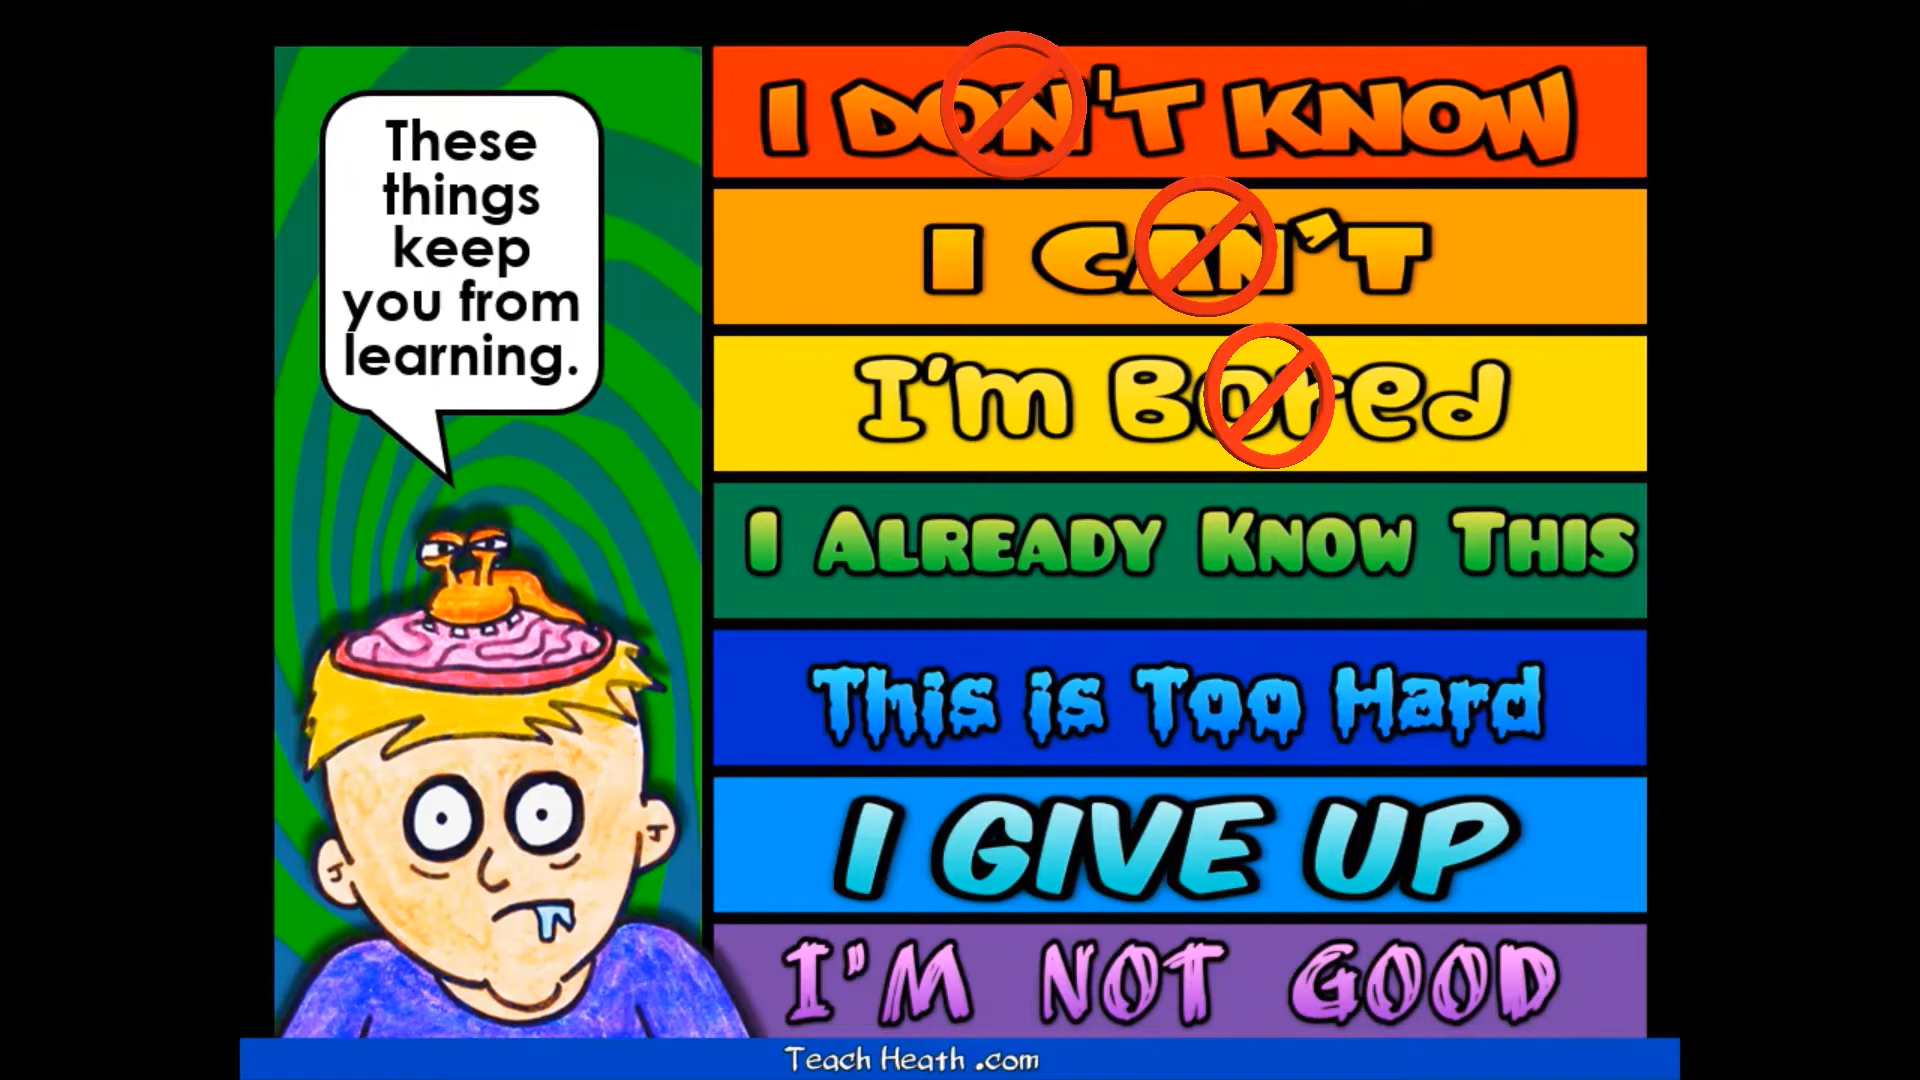 These
things
keep
you from
learning.
I DON'T KNOW
I CAN'T
I'm Bored
I ALREADY KNOW THIS
This is Too Hard
I GIVE UP
I'M NOT GOOD
Teach Heath .com